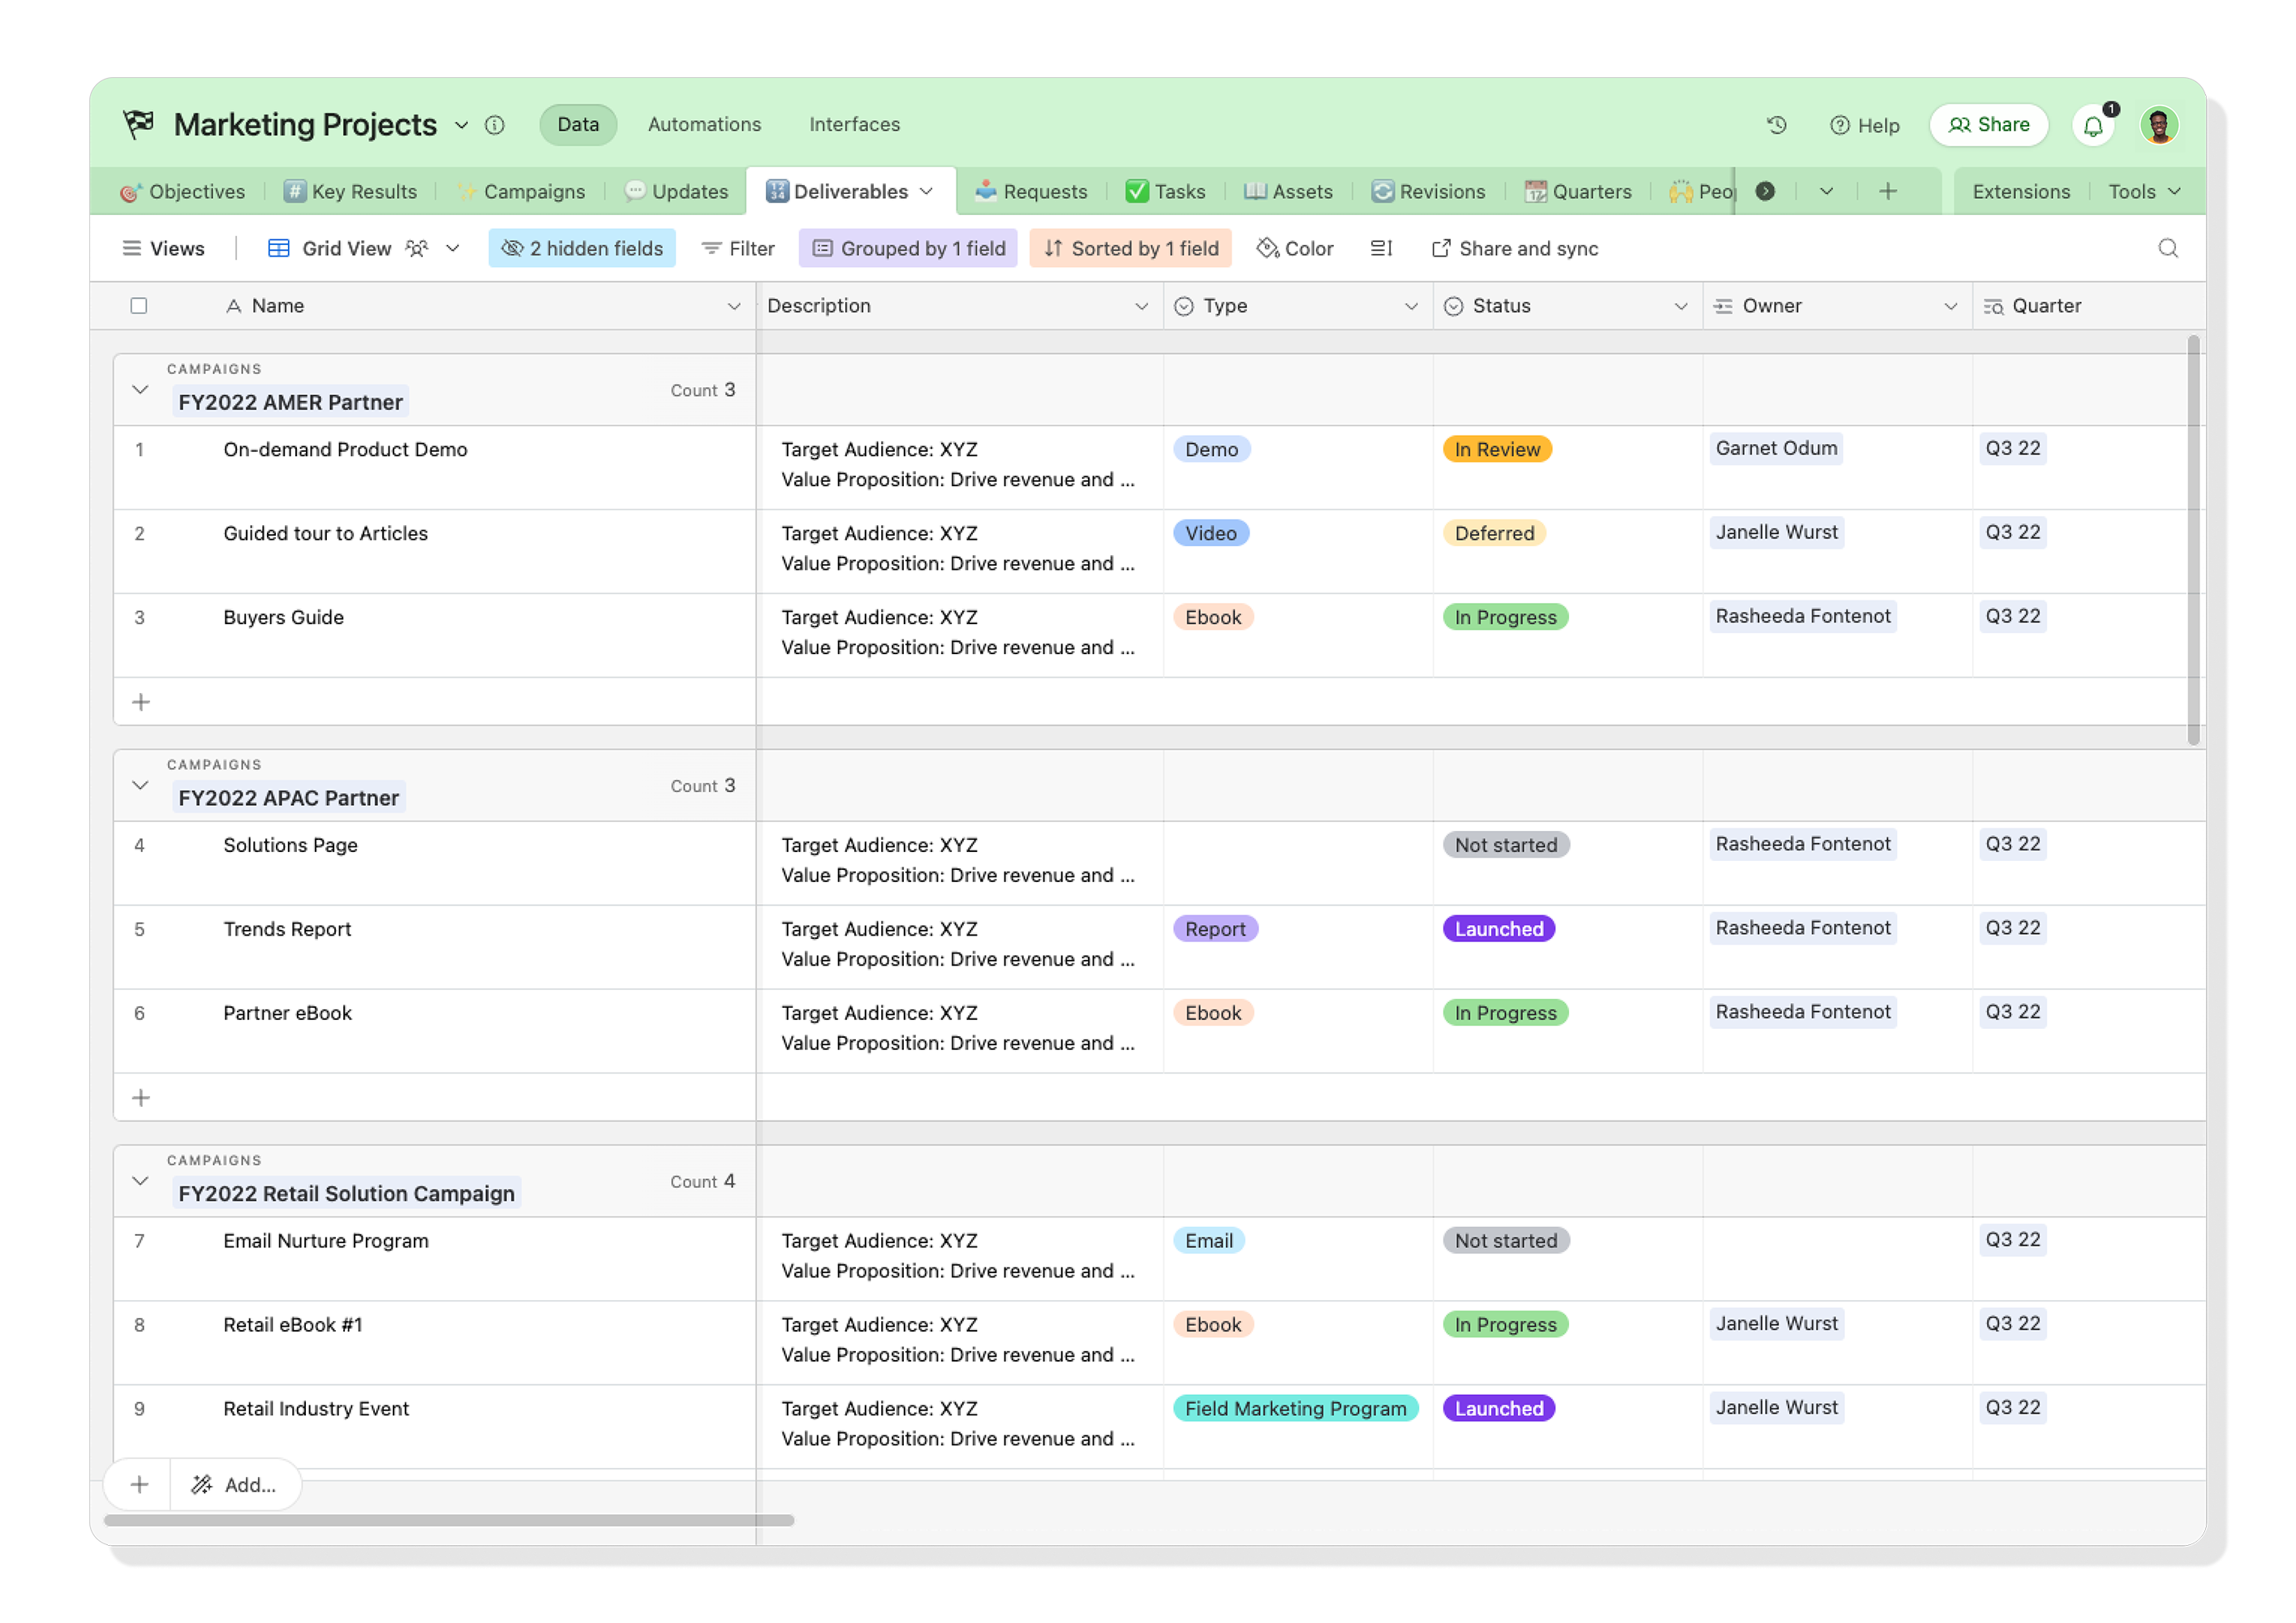 Marketing Projects Data Automations Interfaces Help Share 1
Objectives Key Results Campaigns Updates Deliverables Requests Tasks Assets Revisions Quarters Extensions Tools
Views Grid View 2 hidden fields Filter Grouped by 1 field Sorted by 1 field Color Share and sync
Name Description Type Status Owner Quarter
CAMPAIGNS
FY2022 AMER Partner Count 3
1 On-demand Product Demo Target Audience: XYZ Demo In Review Garnet Odum Q3 22
Value Proposition: Drive revenue and ...
2 Guided tour to Articles Target Audience: XYZ Video Deferred Janelle Wurst Q3 22
Value Proposition: Drive revenue and ...
3 Buyers Guide Target Audience: XYZ Ebook In Progress Rasheeda Fontenot Q3 22
Value Proposition: Drive revenue and ...
CAMPAIGNS
FY2022 APAC Partner Count 3
4 Solutions Page Target Audience: XYZ Not started Rasheeda Fontenot Q3 22
Value Proposition: Drive revenue and ...
5 Trends Report Target Audience: XYZ Report Launched Rasheeda Fontenot Q3 22
Value Proposition: Drive revenue and ...
6 Partner eBook Target Audience: XYZ Ebook In Progress Rasheeda Fontenot Q3 22
Value Proposition: Drive revenue and ...
CAMPAIGNS
FY2022 Retail Solution Campaign Count 4
7 Email Nurture Program Target Audience: XYZ Email Not started Q3 22
Value Proposition: Drive revenue and ...
8 Retail eBook #1 Target Audience: XYZ Ebook In Progress Janelle Wurst Q3 22
Value Proposition: Drive revenue and ...
9 Retail Industry Event Target Audience: XYZ Field Marketing Program Launched Janelle Wurst Q3 22
Value Proposition: Drive revenue and ...
Add...